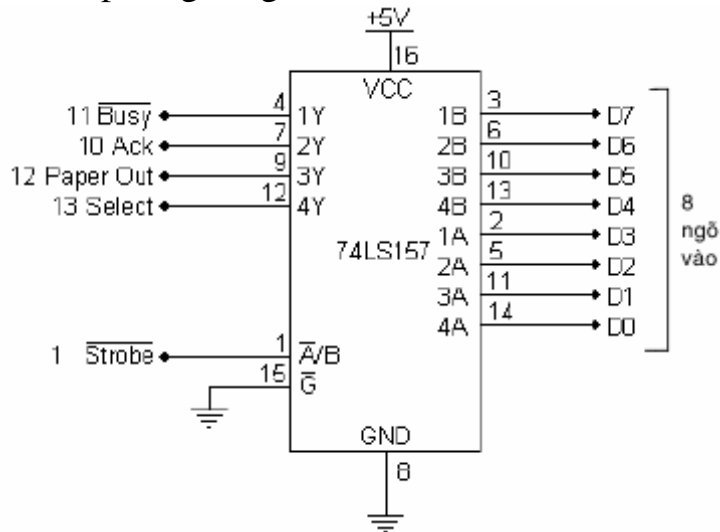 +5V
16
VCC
11 Busy 4 1Y 1B 3 D7
10 Ack 7 2Y 2B 6 D6
12 Paper Out 9 3Y 3B 10 D5
13 Select 12 4Y 4B 13 D4
74LS157 1A 2 D3
2A 5 D2
3A 11 D1
4A 14 D0
8
ngõ
vào
1 Strobe 1 A/B
15 G
GND
8